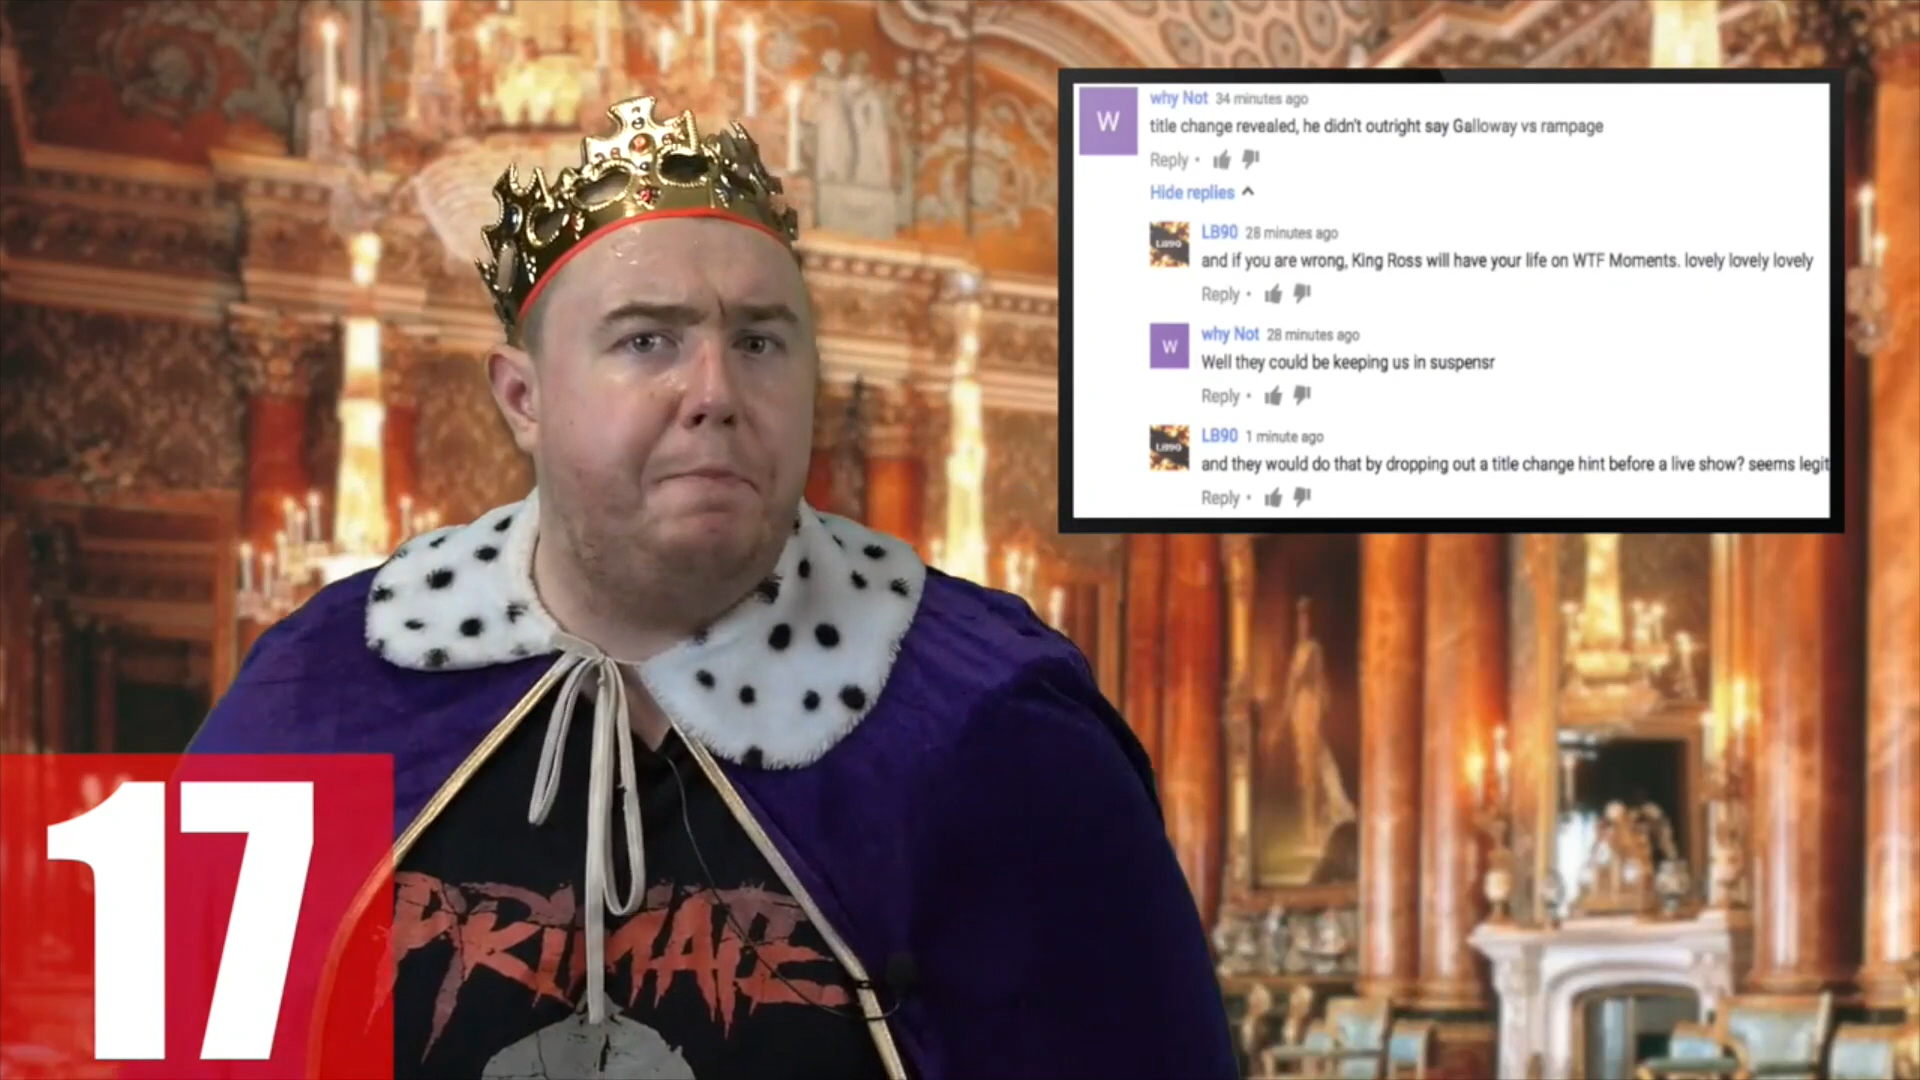 W
why Not 34 minutes ago
title change revealed, he didn't outright say Galloway vs rampage
Reply •
Hide replies
LB90
LB90 28 minutes ago
and if you are wrong, King Ross will have your life on WTF Moments. lovely lovely lovely
Reply •
W
why Not 28 minutes ago
Well they could be keeping us in suspensr
Reply •
LB90
LB90 1 minute ago
and they would do that by dropping out a title change hint before a live show? seems legit
Reply •
17
PRIMATE